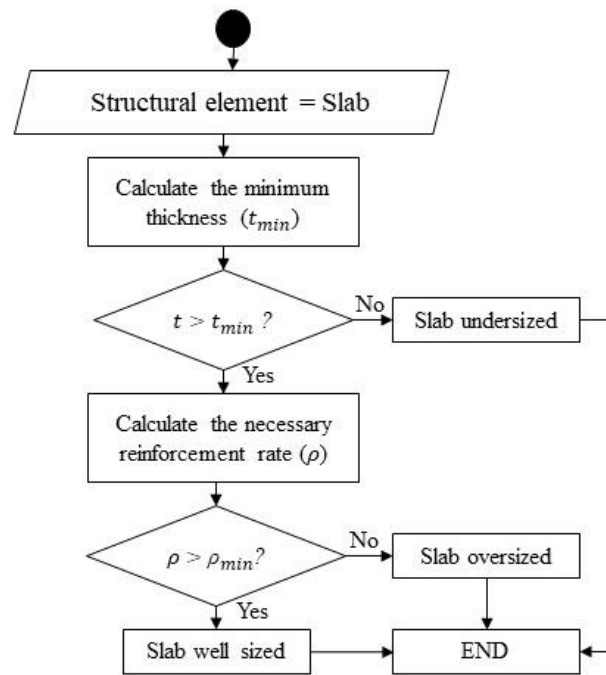 Structural element = Slab
Calculate the minimum
thickness (t_min)
t > t_min ?
No
Slab undersized
Yes
Calculate the necessary
reinforcement rate (ρ)
ρ > ρ_min?
No
Slab oversized
Yes
Slab well sized
END